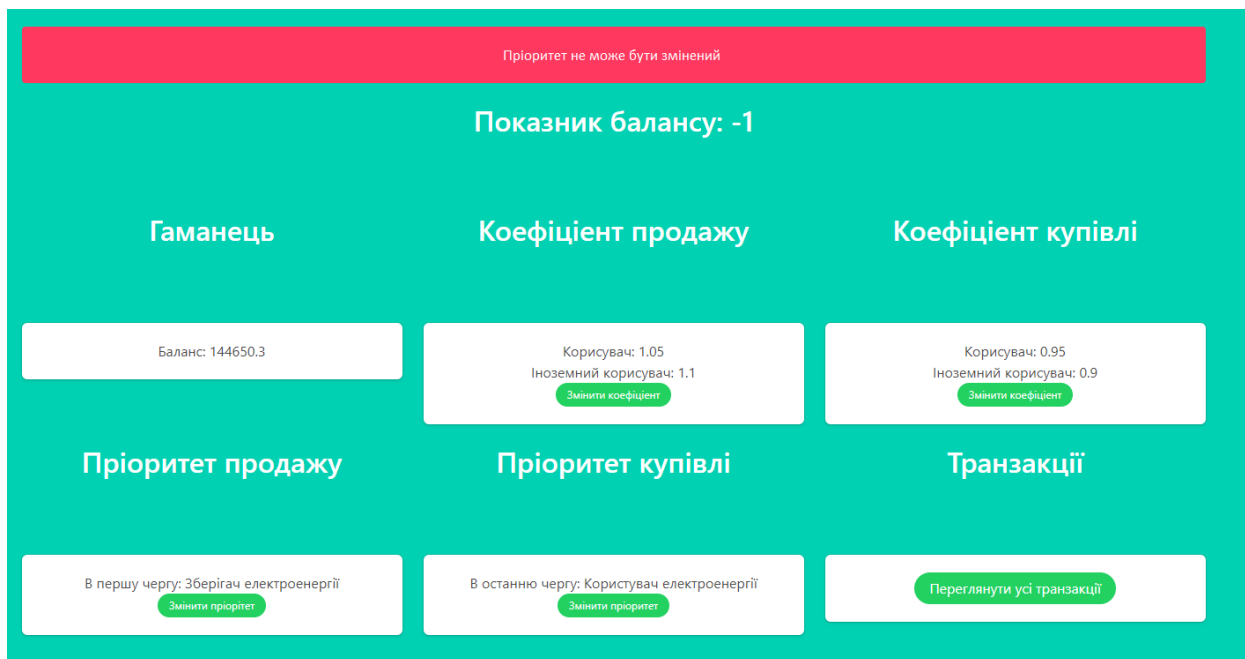 Пріоритет не може бути змінений
Показник балансу: -1
Гаманець
Коефіцієнт продажу
Коефіцієнт купівлі
Баланс: 144650.3
Корисувач: 1.05
Іноземний корисувач: 1.1
Змінити коефіцієнт
Корисувач: 0.95
Іноземний корисувач: 0.9
Змінити коефіцієнт
Пріоритет продажу
Пріоритет купівлі
Транзакції
В першу чергу: Зберігач електроенергії
Змінити пріорітет
В останню чергу: Користувач електроенергії
Змінити пріоритет
Переглянути усі транзакції